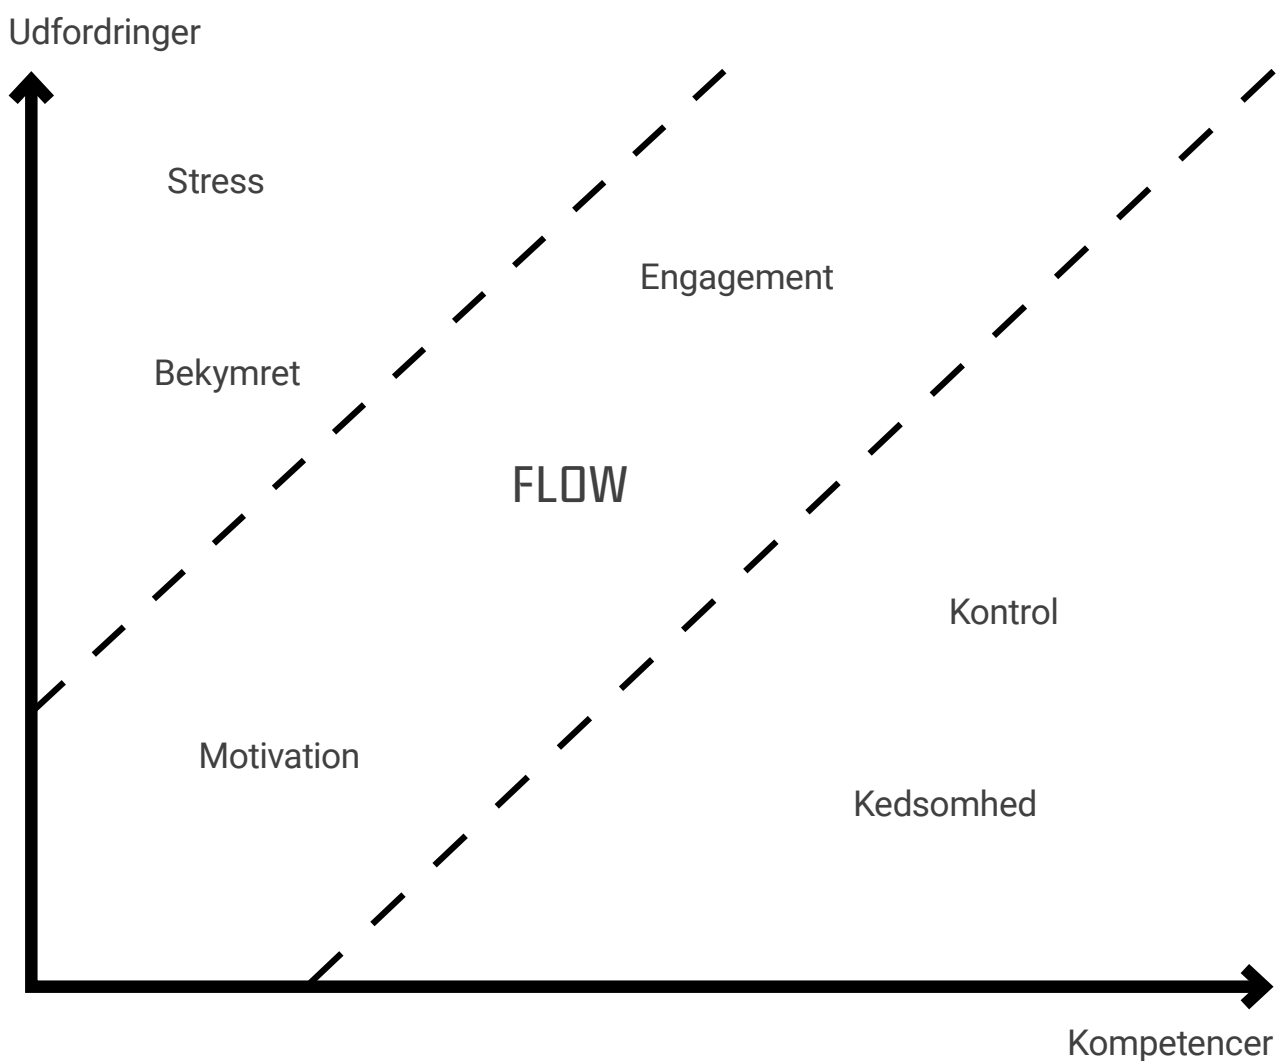 Udfordringer
Stress
Engagement
Bekymret
FLOW
Kontrol
Motivation
Kedsomhed
Kompetencer